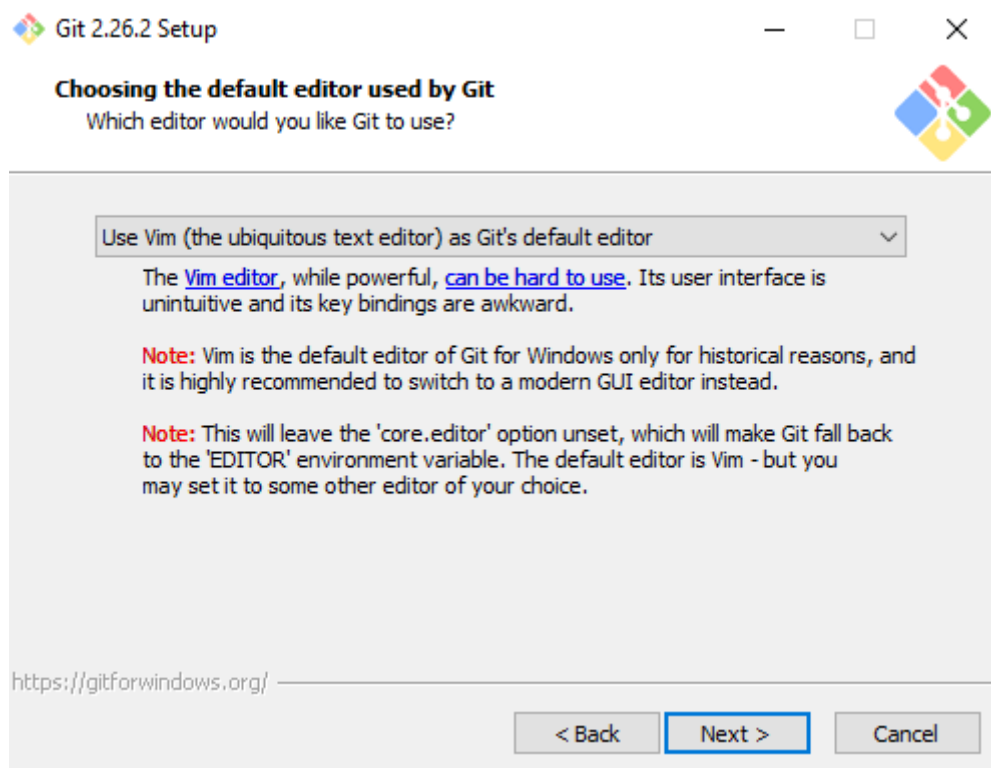 Git 2.26.2 Setup
Choosing the default editor used by Git
Which editor would you like Git to use?
Use Vim (the ubiquitous text editor) as Git's default editor
The Vim editor, while powerful, can be hard to use. Its user interface is
unintuitive and its key bindings are awkward.
Note: Vim is the default editor of Git for Windows only for historical reasons, and
it is highly recommended to switch to a modern GUI editor instead.
Note: This will leave the 'core.editor' option unset, which will make Git fall back
to the 'EDITOR' environment variable. The default editor is Vim - but you
may set it to some other editor of your choice.
https://gitforwindows.org/
< Back Next > Cancel